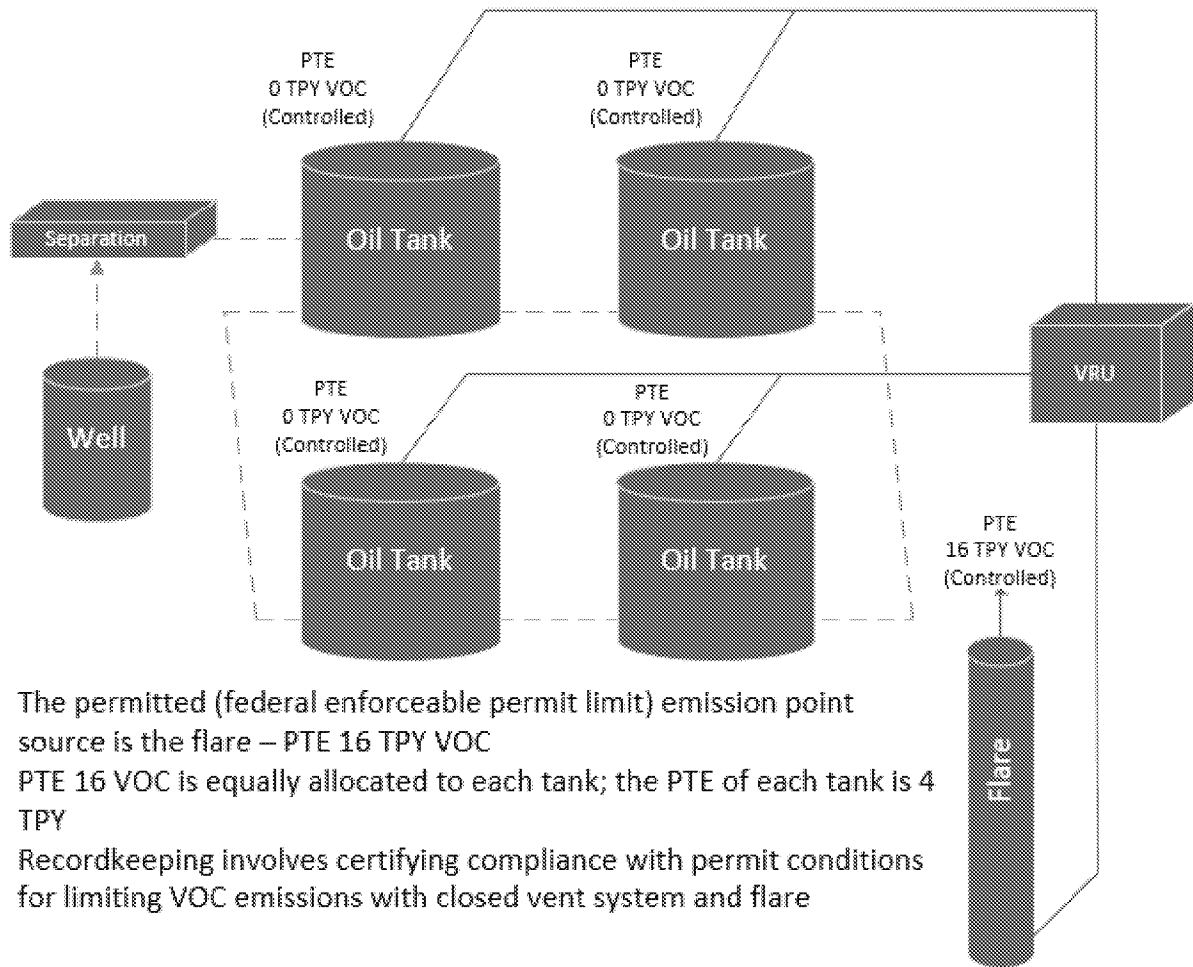 PTE
0 TPY VOC
(Controlled)
PTE
0 TPY VOC
(Controlled)
Separation
Oil Tank
Oil Tank
Well
VRU
PTE
0 TPY VOC
(Controlled)
PTE
0 TPY VOC
(Controlled)
Oil Tank
Oil Tank
PTE
16 TPY VOC
(Controlled)
Flare
The permitted (federal enforceable permit limit) emission point
source is the flare – PTE 16 TPY VOC
PTE 16 VOC is equally allocated to each tank; the PTE of each tank is 4
TPY
Recordkeeping involves certifying compliance with permit conditions
for limiting VOC emissions with closed vent system and flare